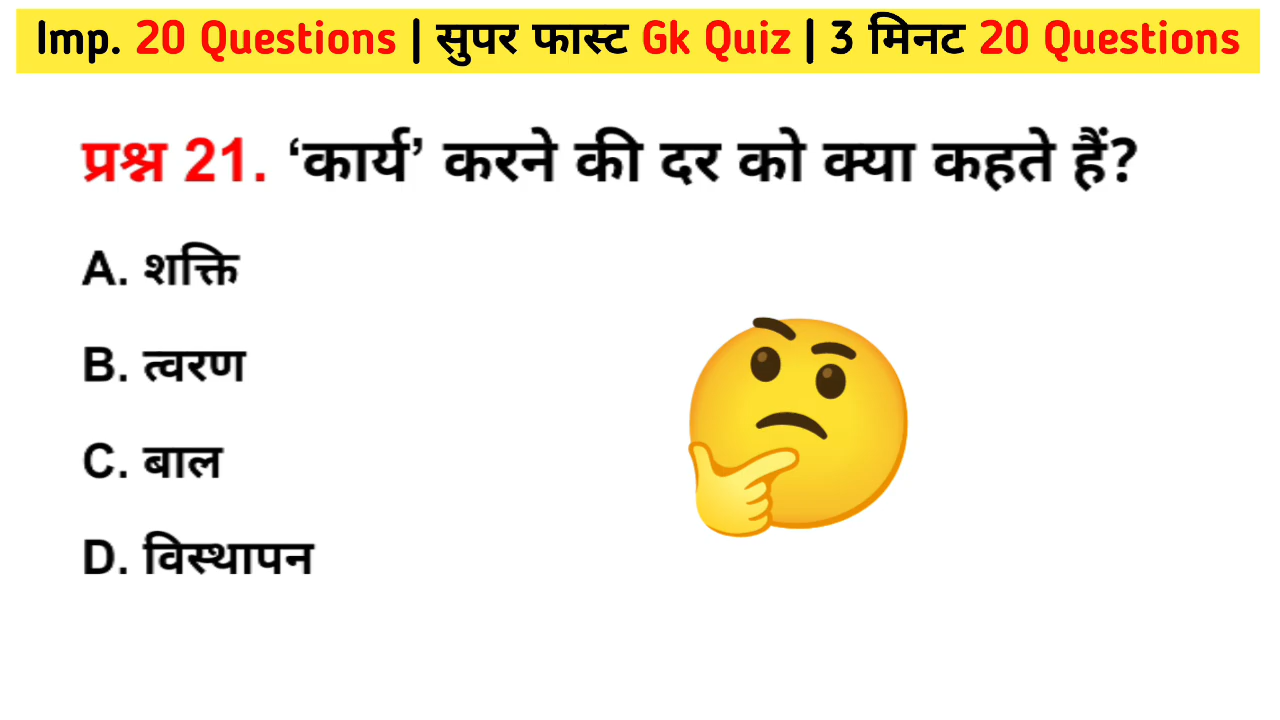 Imp. 20 Questions | सुपर फास्ट Gk Quiz | 3 मिनट 20 Questions
प्रश्न 21. ‘कार्य’ करने की दर को क्या कहते हैं?
A. शक्ति
B. त्वरण
C. बाल
D. विस्थापन